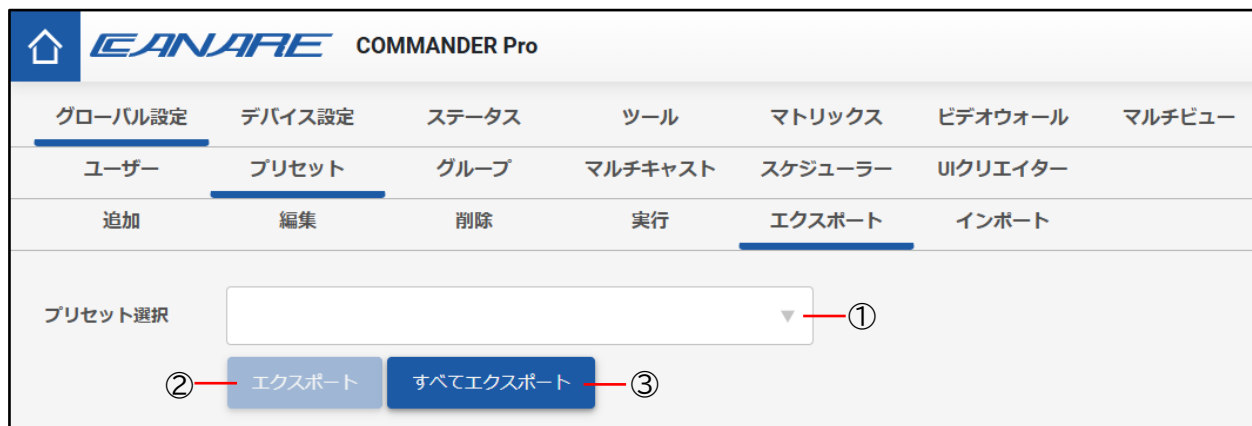 CANARE COMMANDER Pro
グローバル設定 デバイス設定 ステータス ツール マトリックス ビデオウォール マルチビュー
ユーザー プリセット グループ マルチキャスト スケジューラー UIクリエイター
追加 編集 削除 実行 エクスポート インポート
プリセット選択 ▼ ①
② エクスポート すべてエクスポート ③